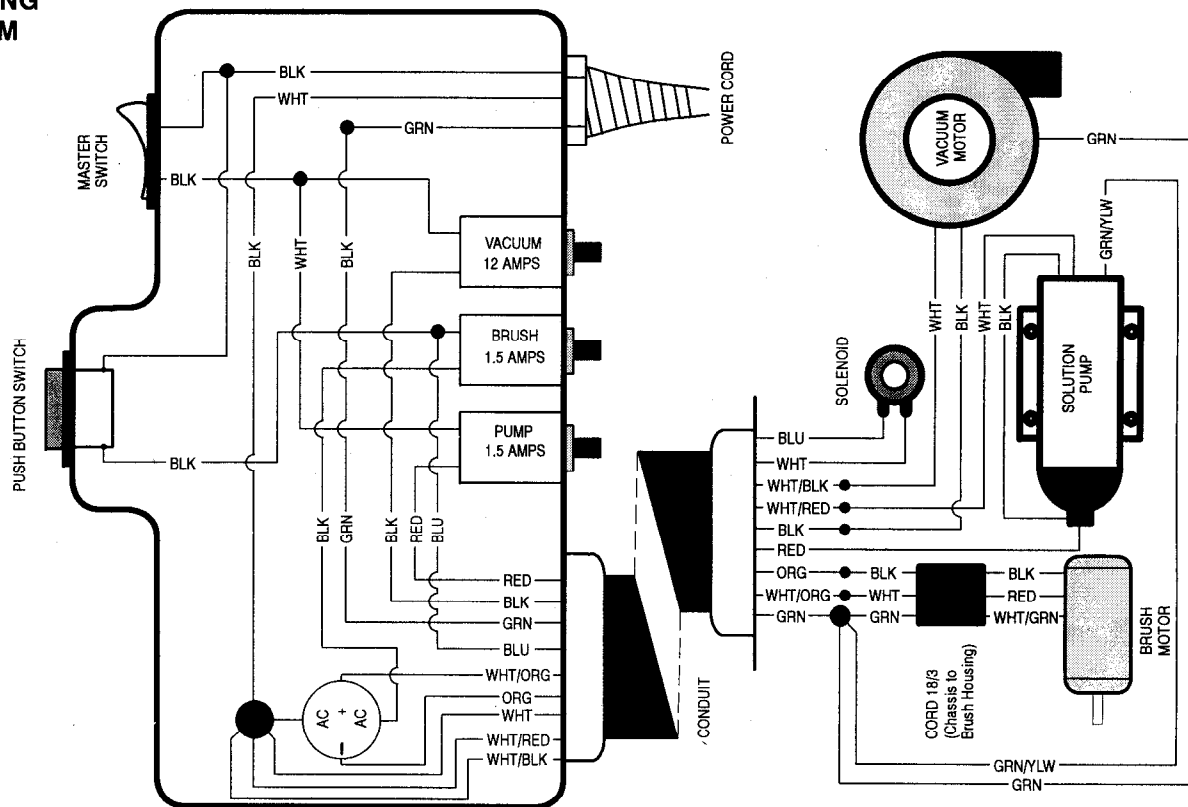 NG
M
BLK
WHT
GRN
POWER CORD
MASTER
SWITCH
BLK
BLK
WHT
BLK
VACUUM
12 AMPS
BRUSH
1.5 AMPS
PUMP
1.5 AMPS
PUSH BUTTON SWITCH
BLK
BLK
GRN
BLK
RED
BLU
RED
BLK
GRN
BLU
WHT/ORG
ORG
WHT
WHT/RED
WHT/BLK
AC + AC
-
CONDUIT
VACUUM
MOTOR
GRN
GRN/YLW
WHT
BLK
WHT
BLK
SOLUTION
PUMP
SOLENOID
BLU
WHT
WHT/BLK
WHT/RED
BLK
RED
ORG
BLK
BLK
WHT/ORG
WHT
RED
GRN
GRN
WHT/GRN
BRUSH
MOTOR
CORD 18/3
(Chassis to
Brush Housing)
GRN/YLW
GRN